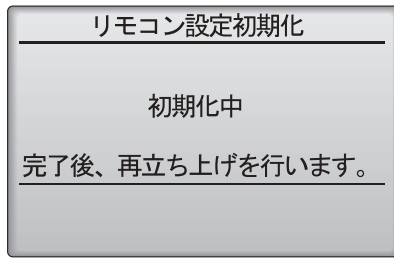 リモコン設定初期化
初期化中
完了後、再立ち上げを行います。